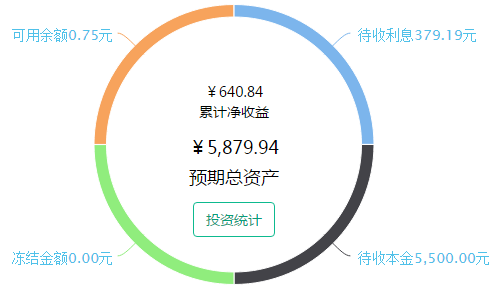 可用余额0.75元
待收利息379.19元
￥640.84
累计净收益
￥5,879.94
预期总资产
投资统计
冻结金额0.00元
待收本金5,500.00元